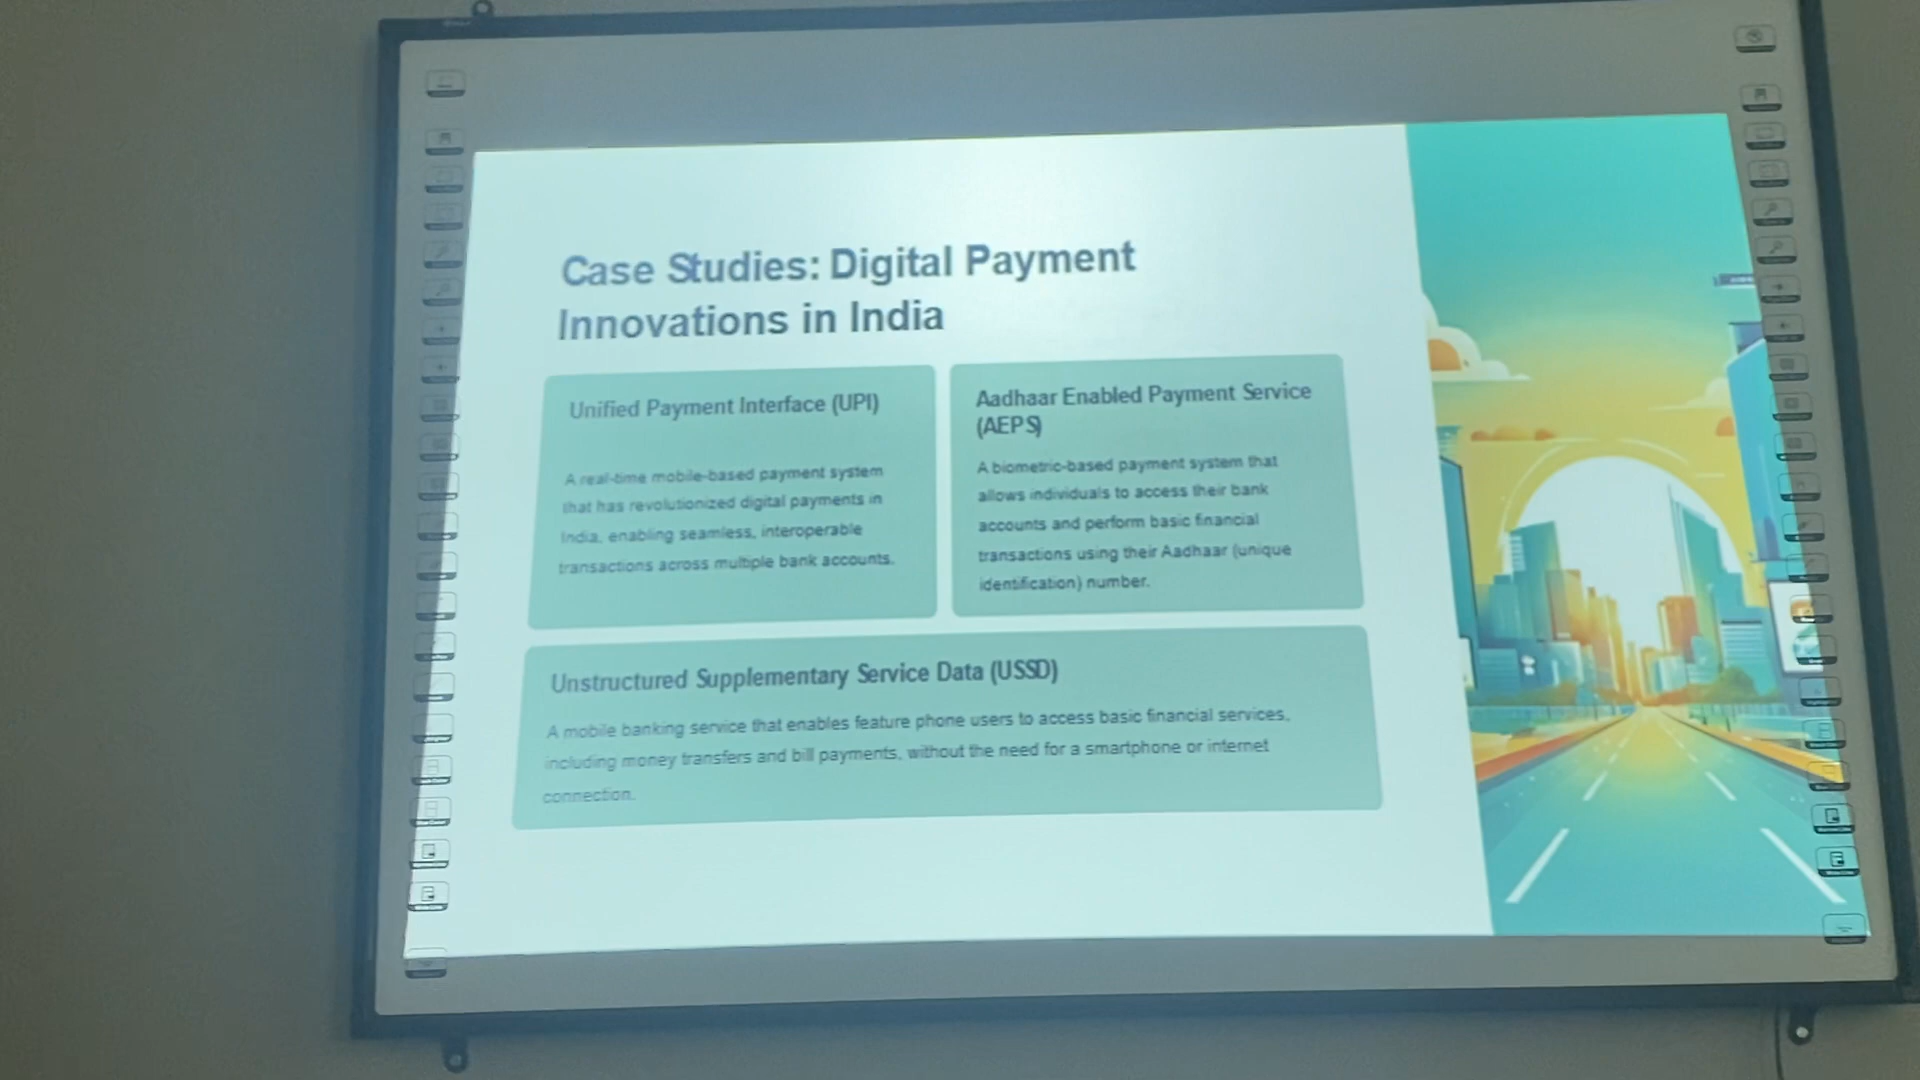 Case Studies: Digital Payment
Innovations in India
Unified Payment Interface (UPI)
A real-time mobile-based payment system
that has revolutionized digital payments in
India, enabling seamless, interoperable
transactions across multiple bank accounts.
Aadhaar Enabled Payment Service
(AEPS)
A biometric-based payment system that
allows individuals to access their bank
accounts and perform basic financial
transactions using their Aadhaar (unique
identification) number.
Unstructured Supplementary Service Data (USSD)
A mobile banking service that enables feature phone users to access basic financial services,
including money transfers and bill payments, without the need for a smartphone or internet
connection.